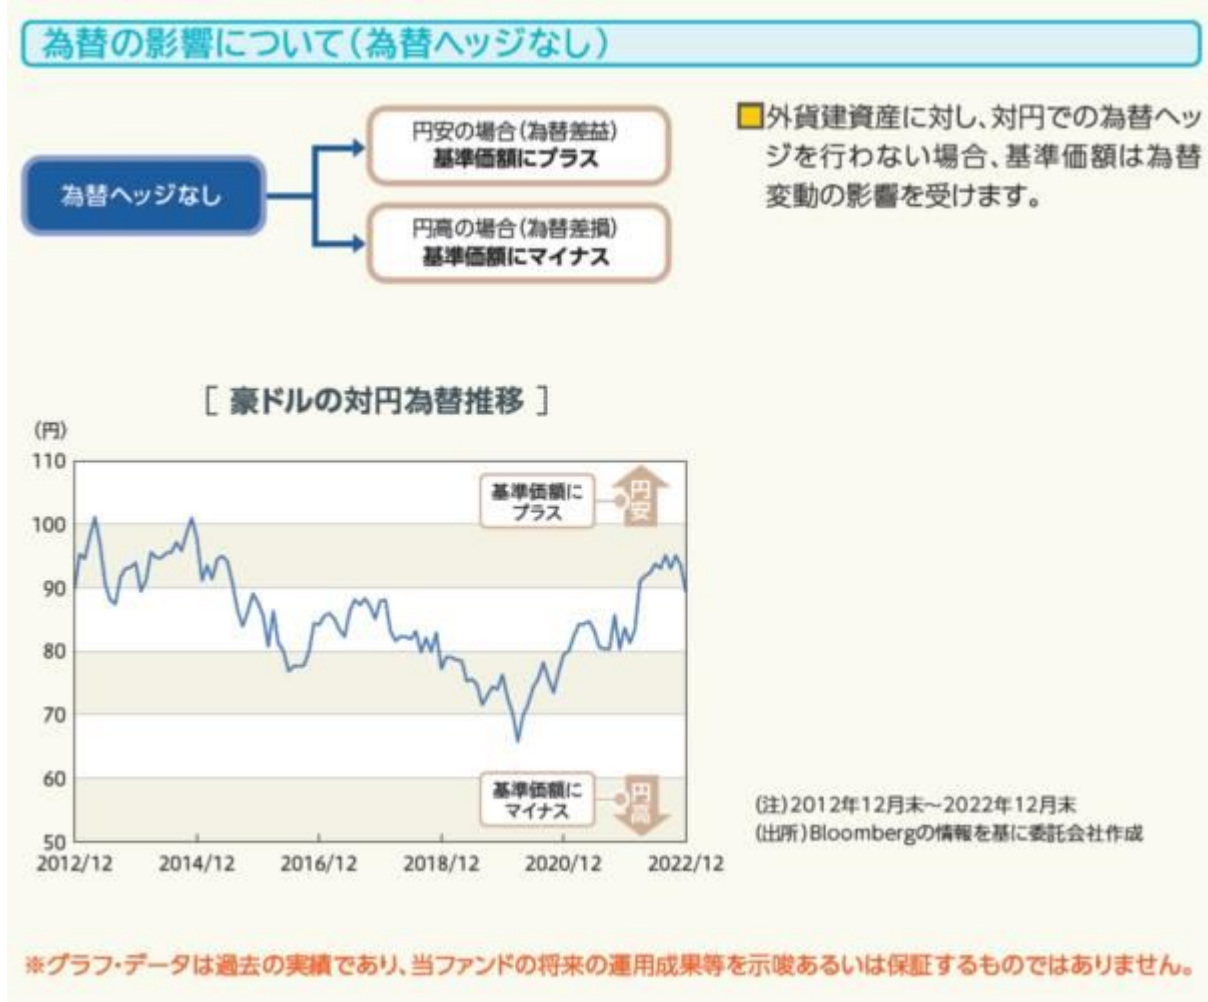 為替の影響について(為替ヘッジなし)
為替ヘッジなし
円安の場合(為替差益)
基準価額にプラス
円高の場合(為替差損)
基準価額にマイナス
■外貨建資産に対し、対円での為替ヘッ
ジを行わない場合、基準価額は為替
変動の影響を受けます。
[ 豪ドルの対円為替推移 ]
(円)
110
100
90
80
70
60
50
2012/12 2014/12 2016/12 2018/12 2020/12 2022/12
基準価額に
プラス
円安
基準価額に
マイナス
円高
(注)2012年12月末～2022年12月末
(出所)Bloombergの情報を基に委託会社作成
※グラフ・データは過去の実績であり、当ファンドの将来の運用成果等を示唆あるいは保証するものではありません。